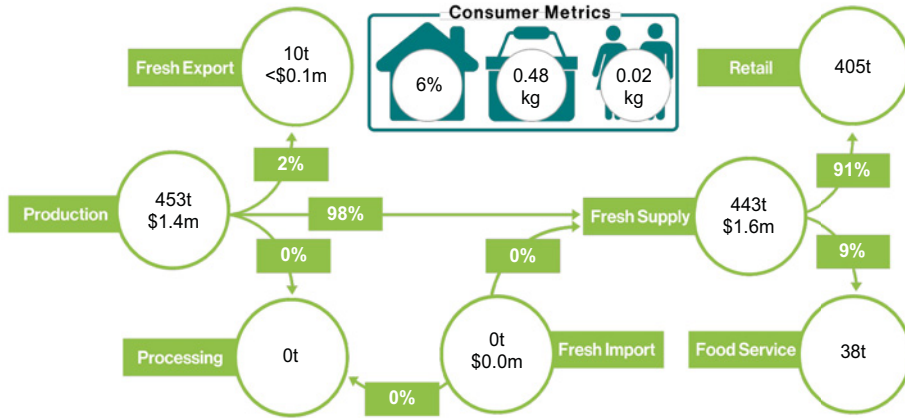 Consumer Metrics
Fresh Export
10t
<$0.1m
6%
0.48
kg
0.02
kg
Retail
405t
2%
91%
Production
453t
$1.4m
98%
Fresh Supply
443t
$1.6m
0%
0%
9%
Processing
0t
0t
$0.0m
Fresh Import
Food Service
38t
0%